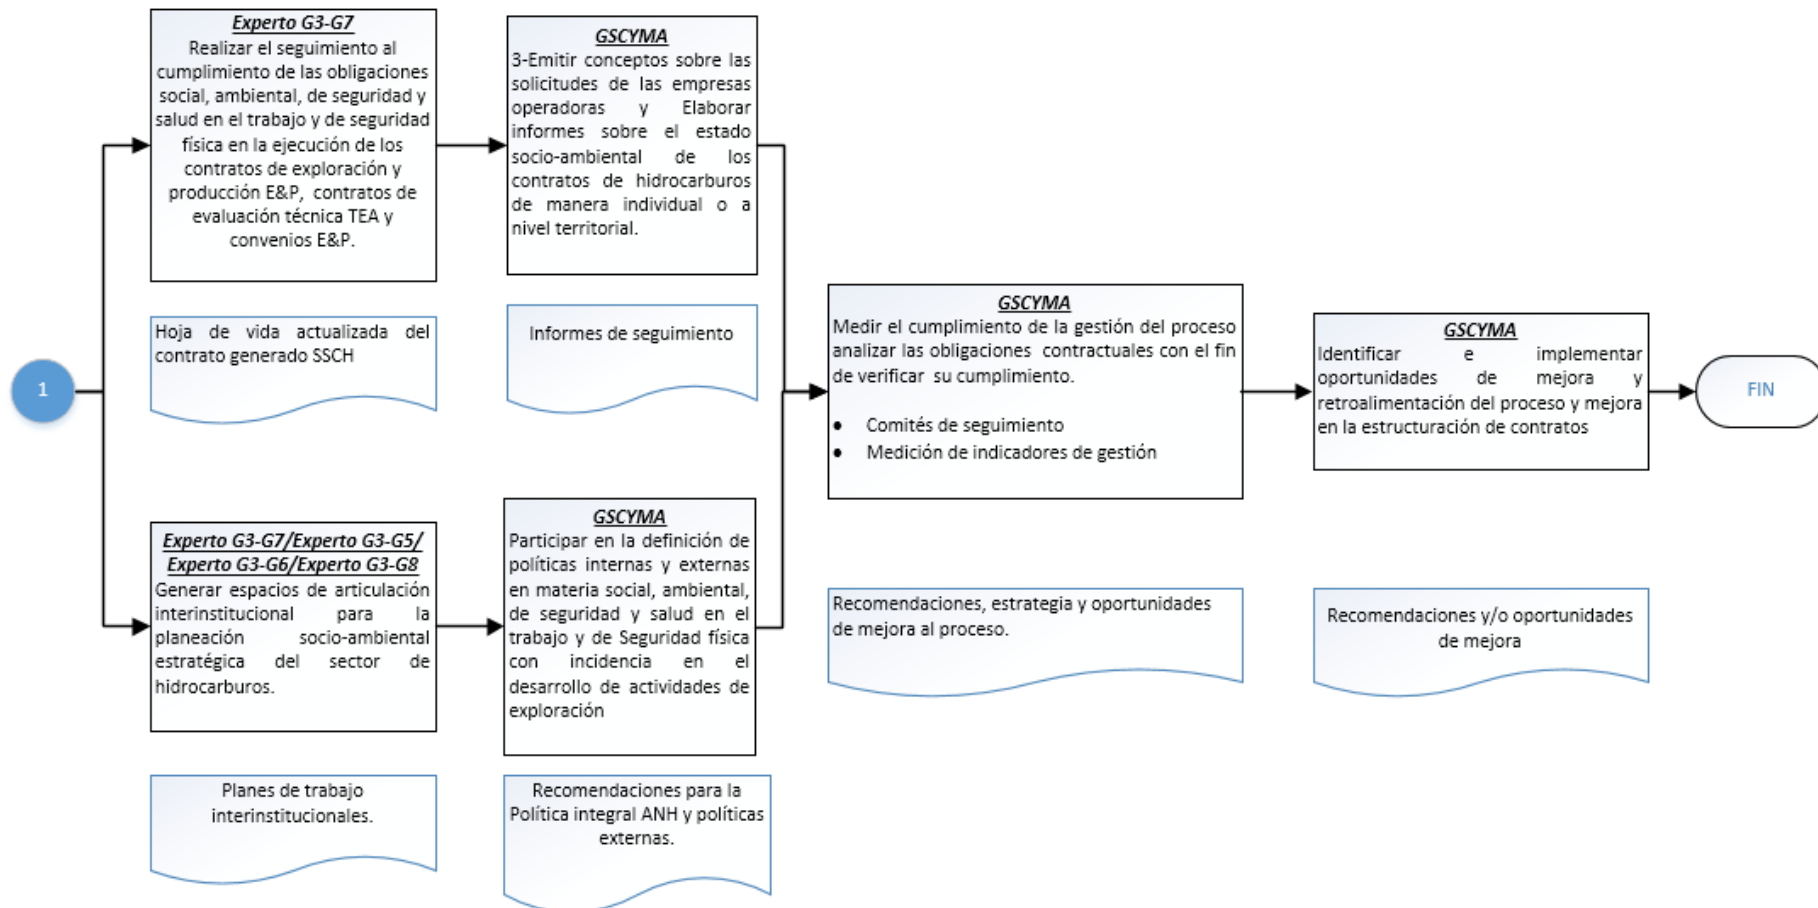 1
Experto G3-G7
Realizar el seguimiento al
cumplimiento de las obligaciones
social, ambiental, de seguridad y
salud en el trabajo y de seguridad
física en la ejecución de los
contratos de exploración y
producción E&P, contratos de
evaluación técnica TEA y
convenios E&P.
Hoja de vida actualizada del
contrato generado SSCH
GSCYMA
3-Emitir conceptos sobre las
solicitudes de las empresas
operadoras y Elaborar
informes sobre el estado
socio-ambiental de los
contratos de hidrocarburos
de manera individual o a
nivel territorial.
Informes de seguimiento
Experto G3-G7/Experto G3-G5/
Experto G3-G6/Experto G3-G8
Generar espacios de articulación
interinstitucional para la
planeación socio-ambiental
estratégica del sector de
hidrocarburos.
Planes de trabajo
interinstitucionales.
GSCYMA
Participar en la definición de
políticas internas y externas
en materia social, ambiental,
de seguridad y salud en el
trabajo y de Seguridad física
con incidencia en el
desarrollo de actividades de
exploración
Recomendaciones para la
Política integral ANH y políticas
externas.
GSCYMA
Medir el cumplimiento de la gestión del proceso
analizar las obligaciones contractuales con el fin
de verificar su cumplimiento.
• Comités de seguimiento
• Medición de indicadores de gestión
Recomendaciones, estrategia y oportunidades
de mejora al proceso.
GSCYMA
Identificar e implementar
oportunidades de mejora y
retroalimentación del proceso y mejora
en la estructuración de contratos
Recomendaciones y/o oportunidades
de mejora
FIN